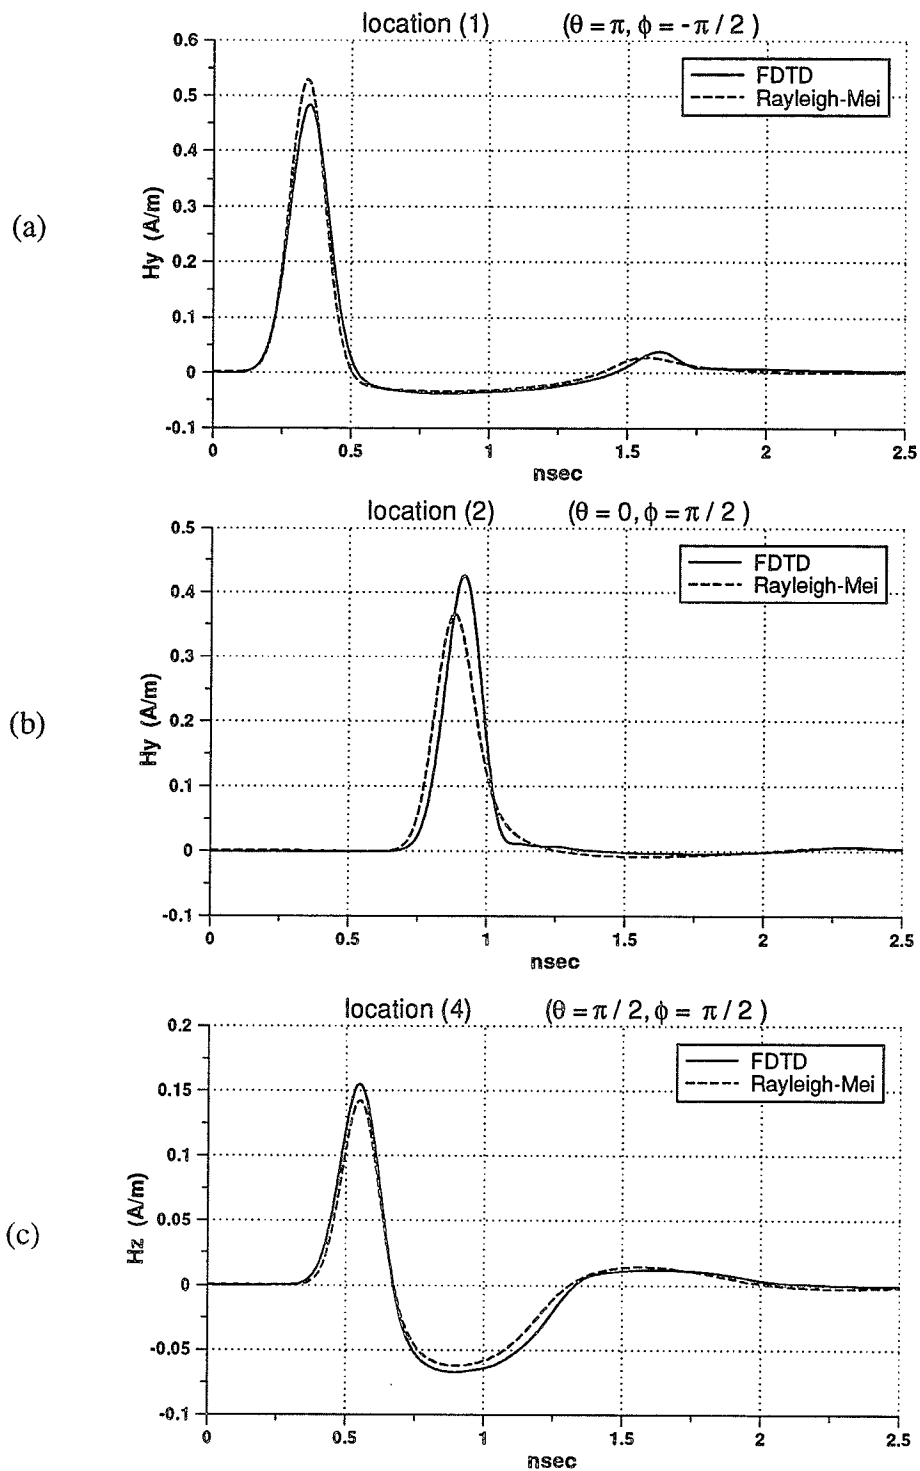 location (1) (θ = π, ϕ = -π / 2 )
0.6
0.5
0.4
0.3
0.2
0.1
0
-0.1
Hy (A/m)
(a)
FDTD
Rayleigh-Mei
0 0.5 1 1.5 2 2.5
nsec
location (2) (θ = 0, ϕ = π / 2 )
0.5
0.4
0.3
0.2
0.1
0
-0.1
Hy (A/m)
(b)
FDTD
Rayleigh-Mei
0 0.5 1 1.5 2 2.5
nsec
location (4) (θ = π / 2, ϕ = π / 2 )
0.2
0.15
0.1
0.05
0
-0.05
-0.1
Hz (A/m)
(c)
FDTD
Rayleigh-Mei
0 0.5 1 1.5 2 2.5
nsec